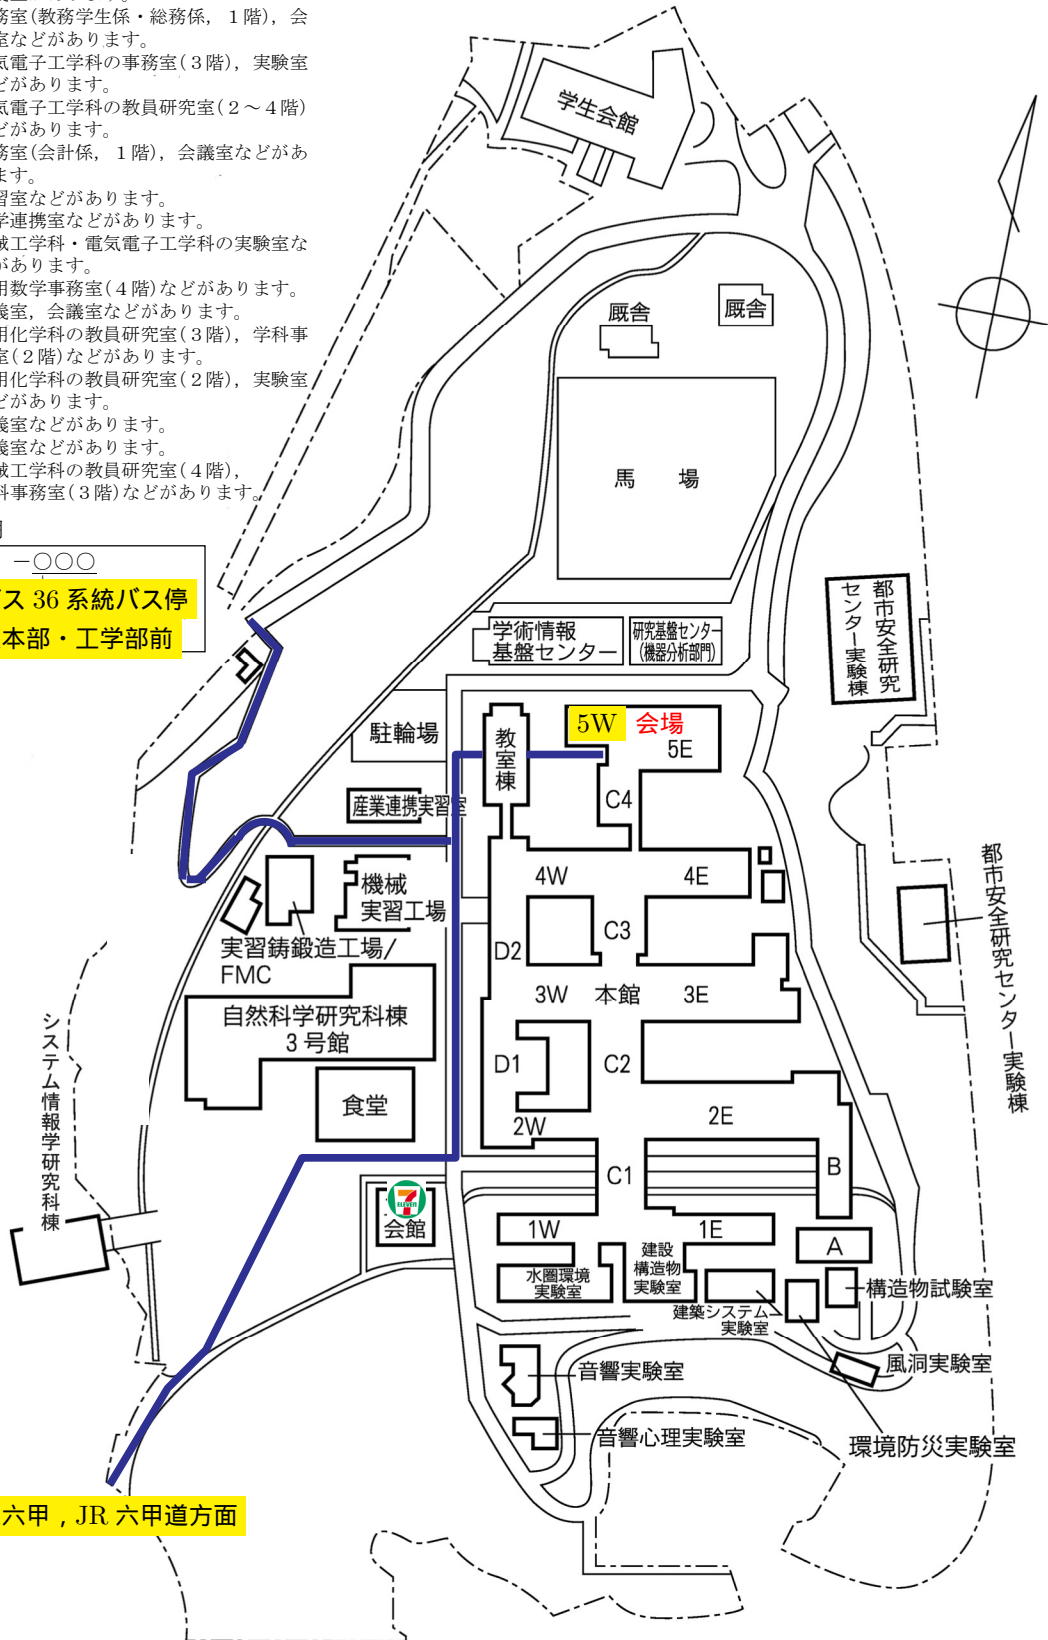 務室(教務学生係・総務係，1階)，会
室などがあります。
気電子工学科の事務室(3階)，実験室
どがあります。
気電子工学科の教員研究室(2～4階)
どがあります。
務室(会計係，1階)，会議室などがあ
ます。
習室などがあります。
学連携室などがあります。
械工学科・電気電子工学科の実験室な
があります。
用数学事務室(4階)などがあります。
義室，会議室などがあります。
用化学科の教員研究室(3階)，学科事
室(2階)などがあります。
用化学科の教員研究室(2階)，実験室
どがあります。
義室などがあります。
義室などがあります。
械工学科の教員研究室(4階)，
科事務室(3階)などがあります。
－○○○
バス 36 系統バス停
本部・工学部前
学生会館
厩舎
厩舎
馬　場
学術情報
基盤センター
研究基盤センター
(機器分析部門)
都市安全研究
センター実験棟
駐輪場
教室棟
5W 会場
5E
C4
産業連携実習室
機械
実習工場
4W
4E
実習鋳鍛造工場/
FMC
D2
C3
都市安全研究センター実験棟
3W
本館
3E
自然科学研究科棟
3号館
D1
C2
システム情報学研究科棟
食堂
2W
2E
C1
B
7
ELEVEN
会館
1W
1E
A
水圏環境
実験室
建設
構造物
実験室
建築システム
実験室
構造物試験室
音響実験室
風洞実験室
音響心理実験室
環境防災実験室
六甲，JR 六甲道方面